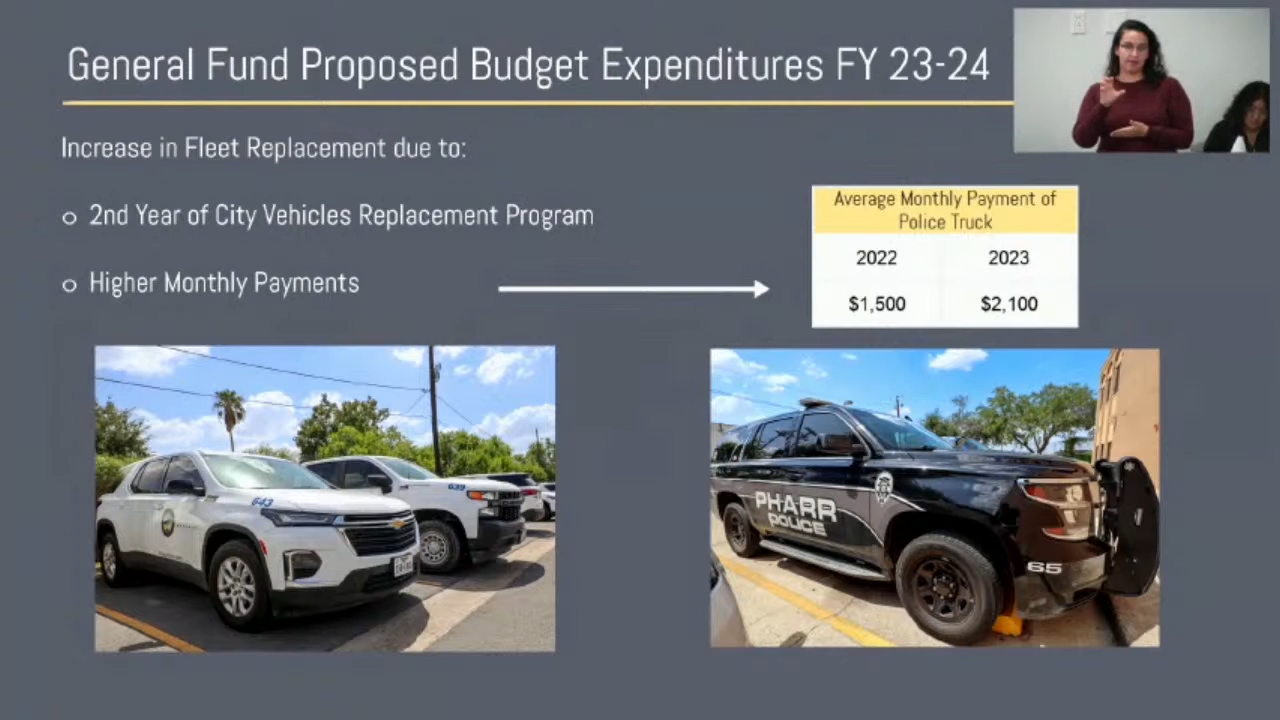 General Fund Proposed Budget Expenditures FY 23-24
Increase in Fleet Replacement due to:
o 2nd Year of City Vehicles Replacement Program
o Higher Monthly Payments
Average Monthly Payment of
Police Truck
2022 2023
$1,500 $2,100
643
639
PHARR
POLICE
65